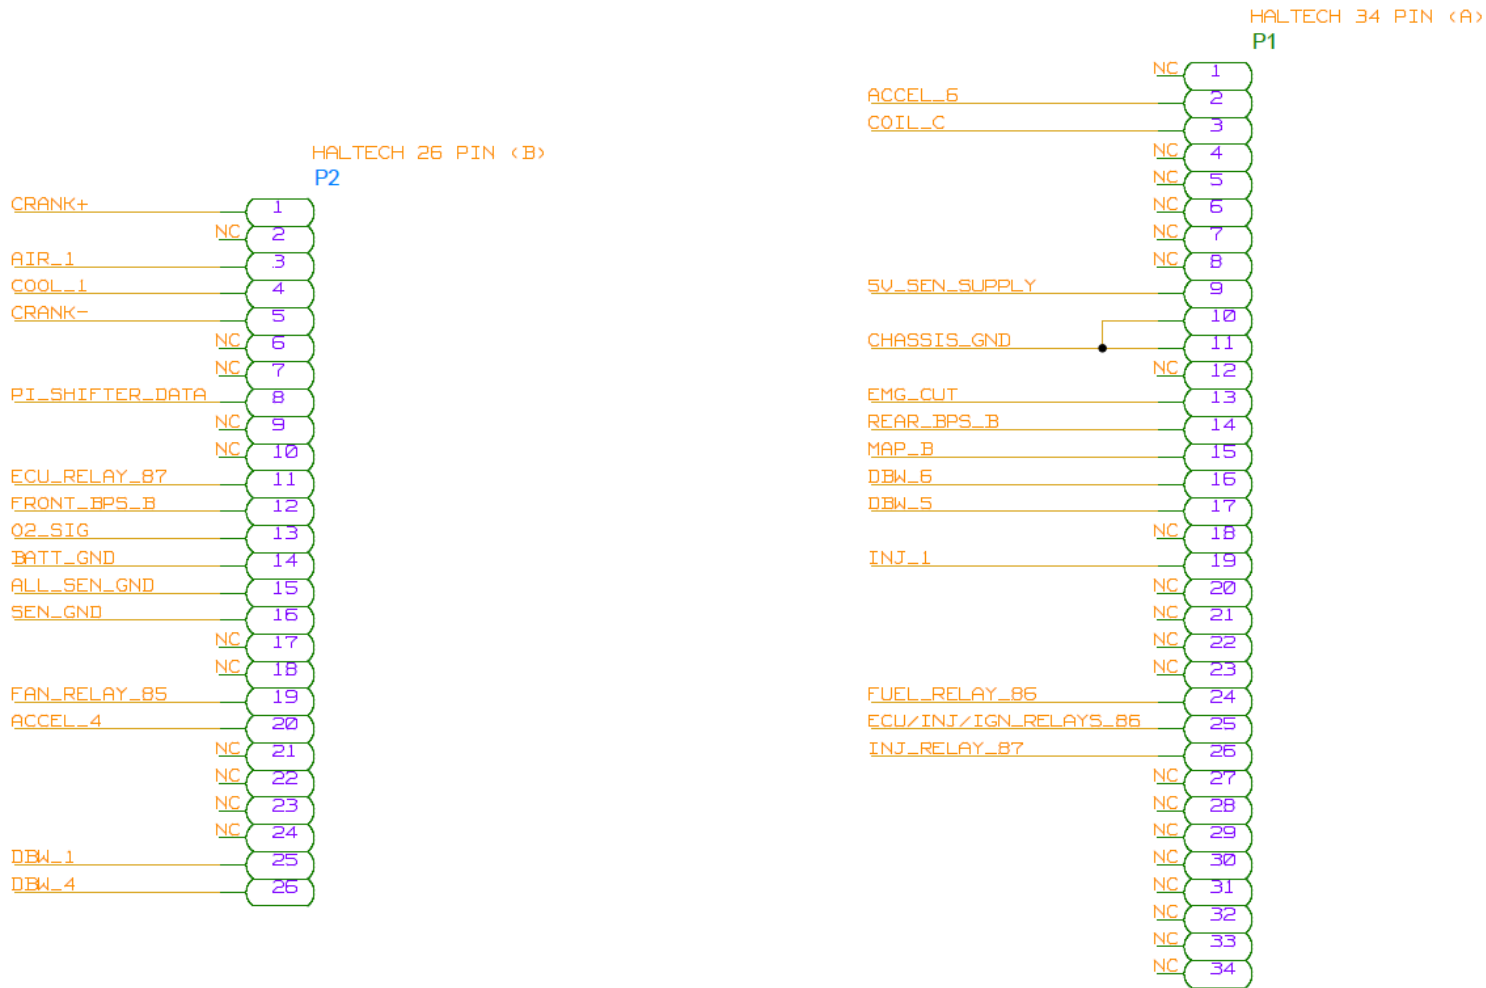 HALTECH 26 PIN (B)
P2
CRANK+ 1
NC 2
AIR_1 3
COOL_1 4
CRANK- 5
NC 6
NC 7
PI_SHIFTER_DATA 8
NC 9
NC 10
ECU_RELAY_87 11
FRONT_BPS_B 12
O2_SIG 13
BATT_GND 14
ALL_SEN_GND 15
SEN_GND 16
NC 17
NC 18
FAN_RELAY_85 19
ACCEL_4 20
NC 21
NC 22
NC 23
NC 24
DBW_1 25
DBW_4 26
HALTECH 34 PIN (A)
P1
NC 1
ACCEL_6 2
COIL_C 3
NC 4
NC 5
NC 6
NC 7
NC 8
5V_SEN_SUPPLY 9
10
CHASSIS_GND 11
NC 12
EMG_CUT 13
REAR_BPS_B 14
MAP_B 15
DBW_6 16
DBW_5 17
NC 18
INJ_1 19
NC 20
NC 21
NC 22
NC 23
FUEL_RELAY_86 24
ECU/INJ/IGN_RELAYS_86 25
INJ_RELAY_87 26
NC 27
NC 28
NC 29
NC 30
NC 31
NC 32
NC 33
NC 34